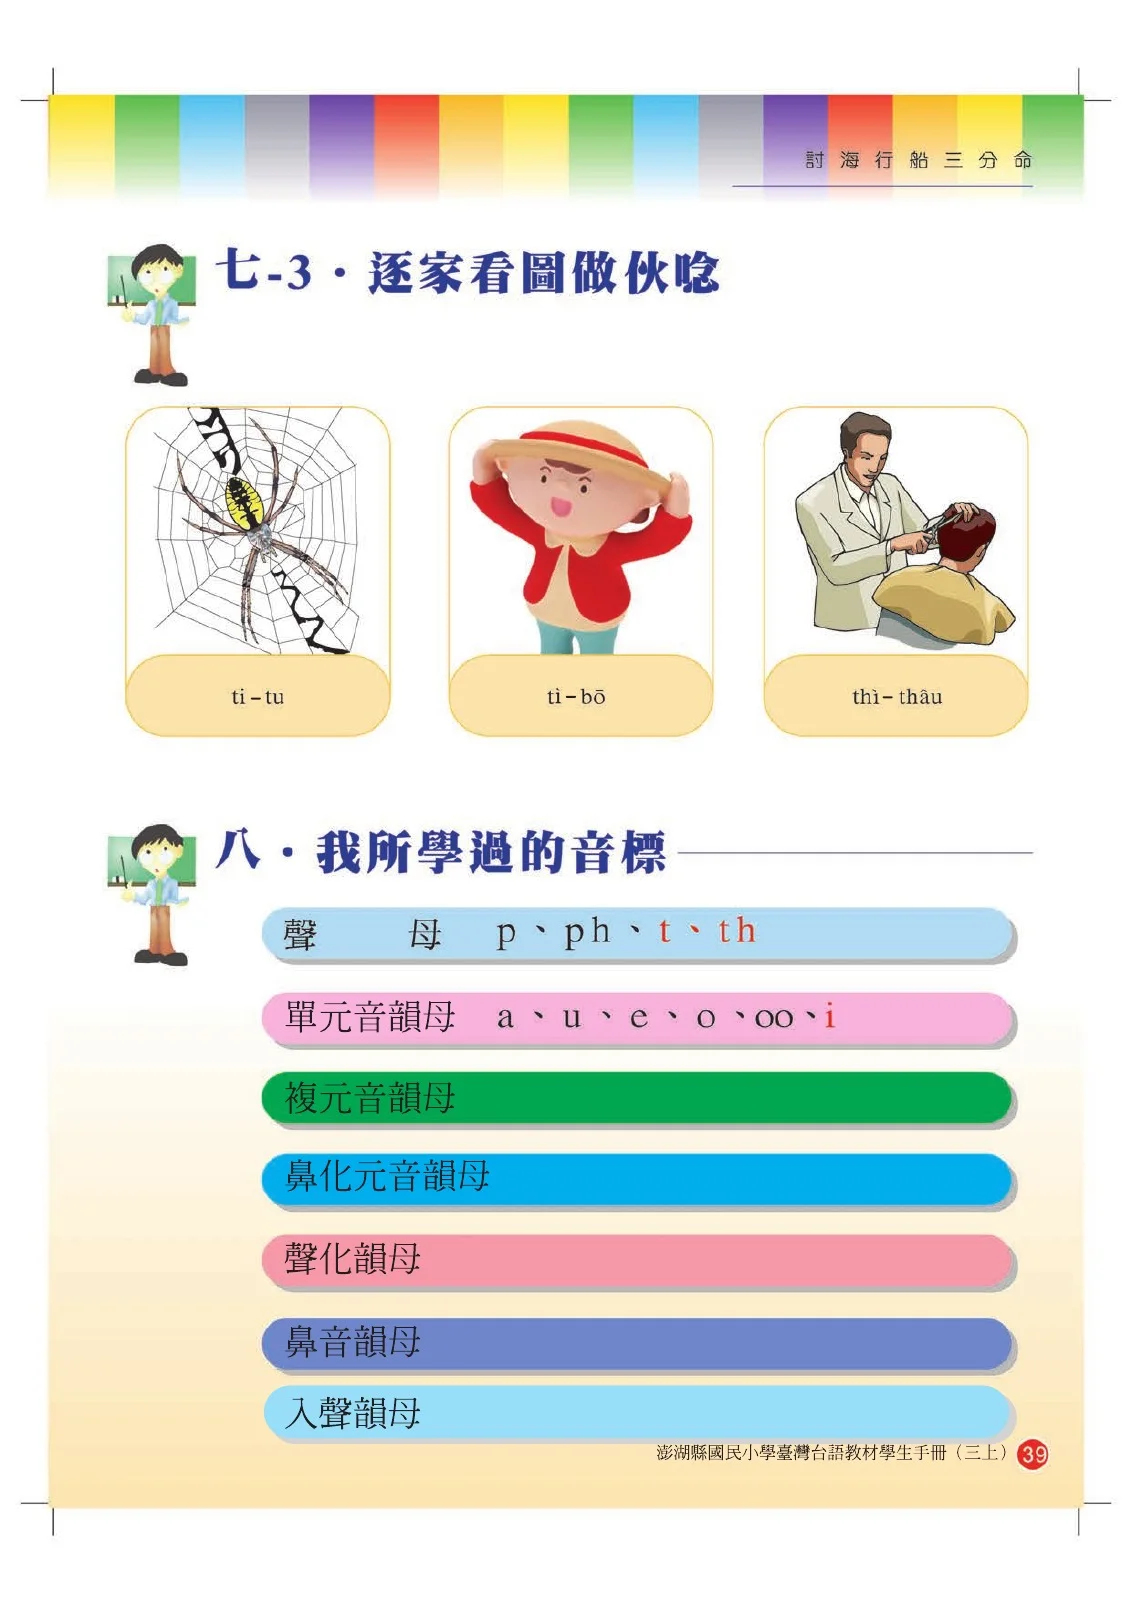 討海行船三分命
七-3．逐家看圖做伙唸
ti－tu
tì－bō
thì－thâu
八．我所學過的音標
聲　　母　p、ph、t、th
單元音韻母　a、u、e、o、oo、i
複元音韻母
鼻化元音韻母
聲化韻母
鼻音韻母
入聲韻母
澎湖縣國民小學臺灣台語教材學生手冊（三上） 39